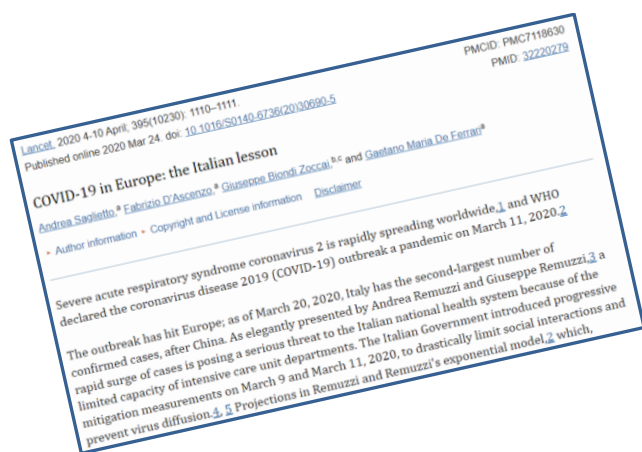 PMCID: PMC7118630
PMID: 32220279
Lancet. 2020 4-10 April; 395(10230): 1110–1111.
Published online 2020 Mar 24. doi: 10.1016/S0140-6736(20)30690-5
COVID-19 in Europe: the Italian lesson
Andrea Saglietto,a Fabrizio D'Ascenzo,a Giuseppe Biondi Zoccai,b,c and Gaetano Maria De Ferraria
Author information Copyright and License information Disclaimer
Severe acute respiratory syndrome coronavirus 2 is rapidly spreading worldwide,1 and WHO
declared the coronavirus disease 2019 (COVID-19) outbreak a pandemic on March 11, 2020.2
The outbreak has hit Europe; as of March 20, 2020, Italy has the second-largest number of
confirmed cases, after China. As elegantly presented by Andrea Remuzzi and Giuseppe Remuzzi,3 a
rapid surge of cases is posing a serious threat to the Italian national health system because of the
limited capacity of intensive care unit departments. The Italian Government introduced progressive
mitigation measurements on March 9 and March 11, 2020, to drastically limit social interactions and
prevent virus diffusion.4, 5 Projections in Remuzzi and Remuzzi's exponential model,2 which,